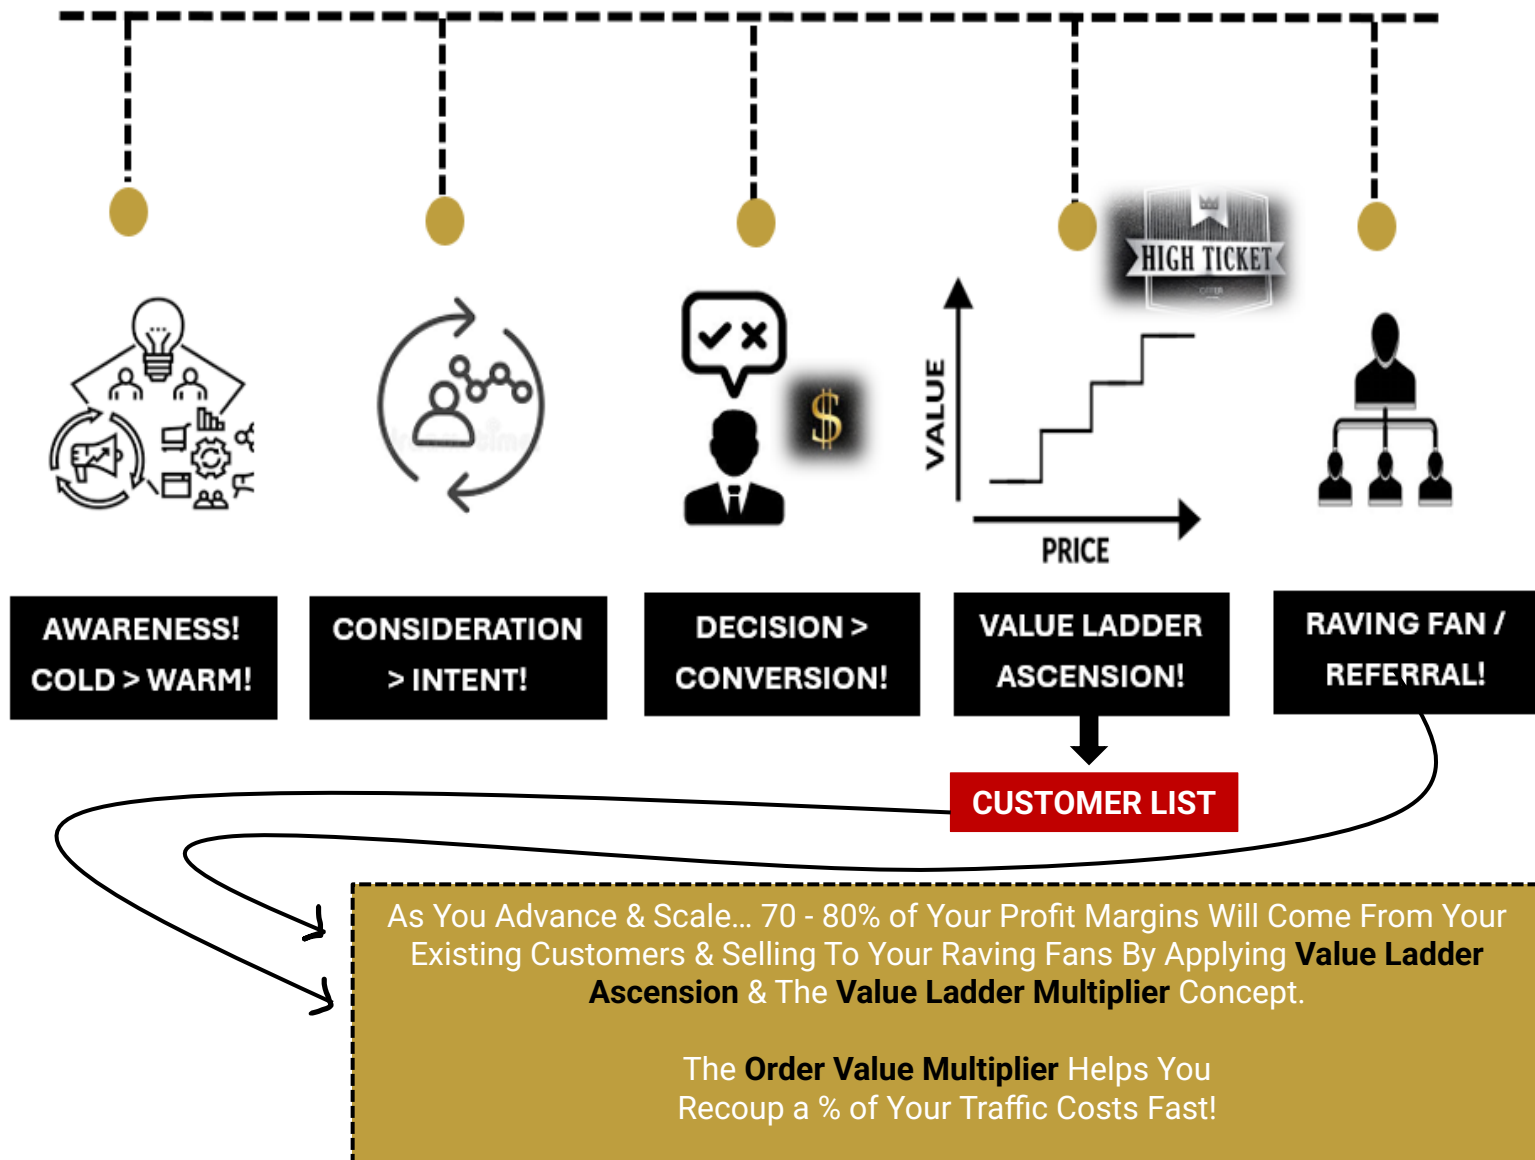 HIGH TICKET
VALUE
PRICE
AWARENESS!
COLD > WARM!
CONSIDERATION
> INTENT!
DECISION >
CONVERSION!
VALUE LADDER
ASCENSION!
RAVING FAN /
REFERRAL!
CUSTOMER LIST
As You Advance & Scale... 70 - 80% of Your Profit Margins Will Come From Your
Existing Customers & Selling To Your Raving Fans By Applying Value Ladder
Ascension & The Value Ladder Multiplier Concept.
The Order Value Multiplier Helps You
Recoup a % of Your Traffic Costs Fast!